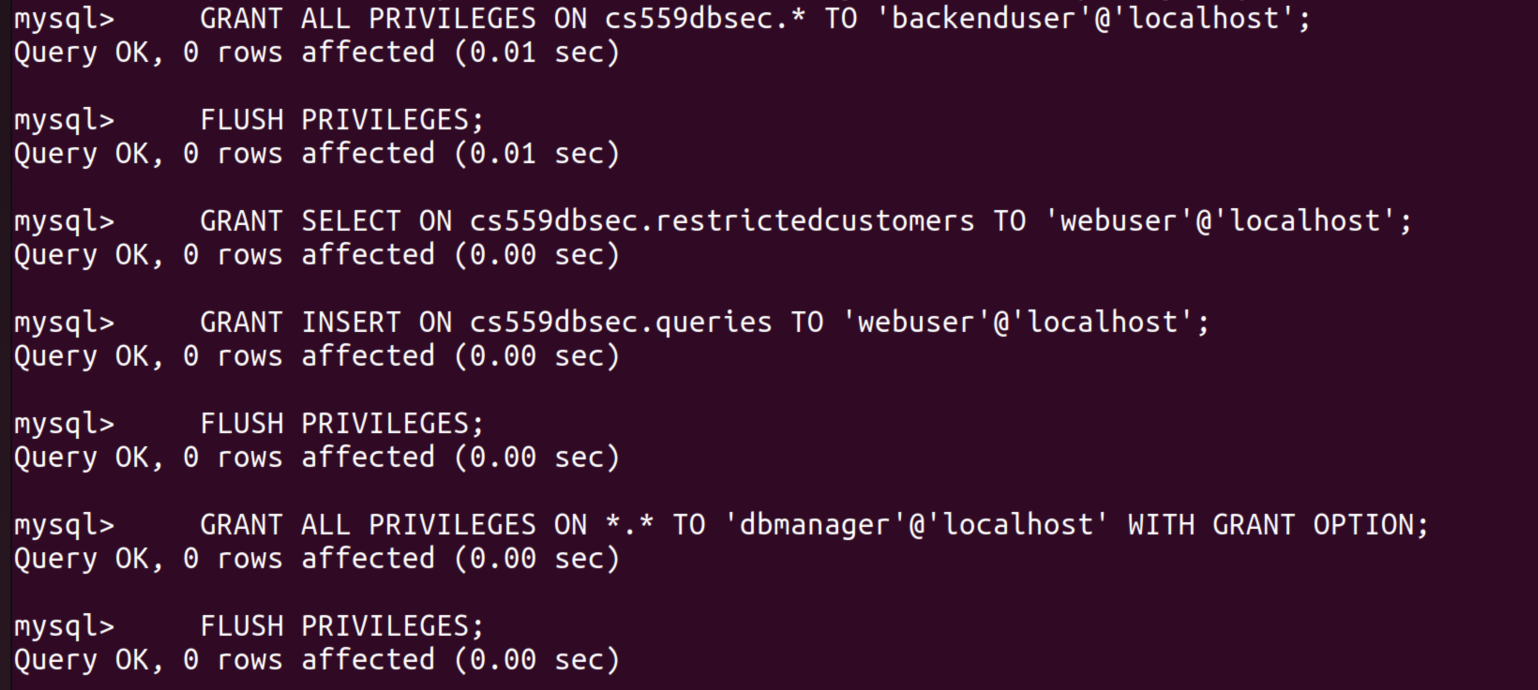 mysql>     GRANT ALL PRIVILEGES ON cs559dbsec.* TO 'backenduser'@'localhost';
Query OK, 0 rows affected (0.01 sec)

mysql>     FLUSH PRIVILEGES;
Query OK, 0 rows affected (0.01 sec)

mysql>     GRANT SELECT ON cs559dbsec.restrictedcustomers TO 'webuser'@'localhost';
Query OK, 0 rows affected (0.00 sec)

mysql>     GRANT INSERT ON cs559dbsec.queries TO 'webuser'@'localhost';
Query OK, 0 rows affected (0.00 sec)

mysql>     FLUSH PRIVILEGES;
Query OK, 0 rows affected (0.00 sec)

mysql>     GRANT ALL PRIVILEGES ON *.* TO 'dbmanager'@'localhost' WITH GRANT OPTION;
Query OK, 0 rows affected (0.00 sec)

mysql>     FLUSH PRIVILEGES;
Query OK, 0 rows affected (0.00 sec)